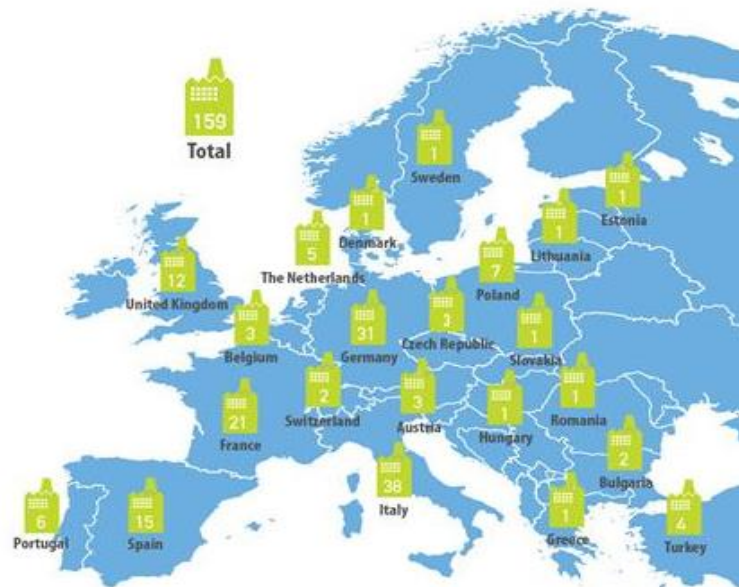 159
Total
1
Sweden
1
Estonia
1
Denmark
1
Lithuania
5
The Netherlands
7
Poland
12
United Kingdom
3
Belgium
31
Germany
Czech Republic
1
Slovakia
2
Switzerland
3
Austria
1
Romania
21
France
1
Hungary
2
Bulgaria
38
Italy
6
Portugal
15
Spain
1
Greece
4
Turkey